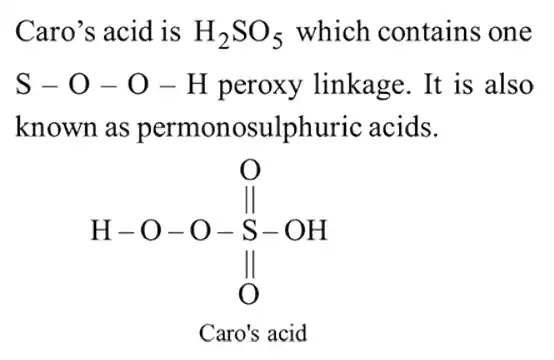 Caro's acid is H₂SO₅ which contains one
S – O – O – H peroxy linkage. It is also
known as permonosulphuric acids.
O
||
H – O – O – S – OH
||
O
Caro's acid